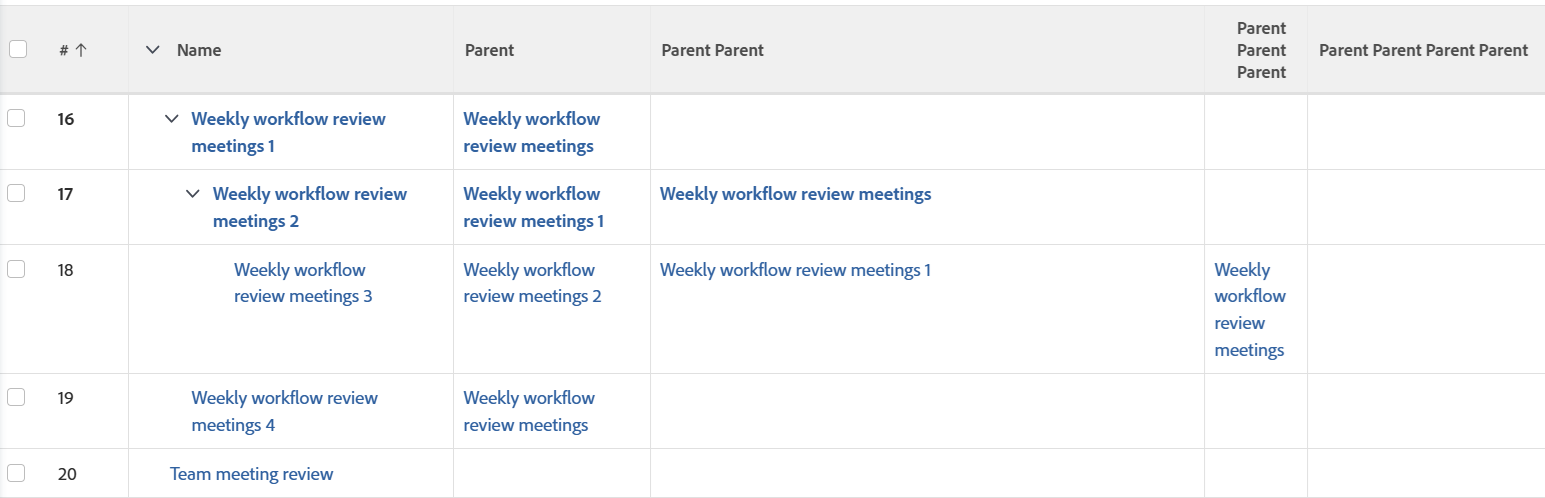 # ↑ Name Parent Parent Parent Parent Parent Parent Parent Parent Parent Parent
16 Weekly workflow review meetings 1 Weekly workflow review meetings
17 Weekly workflow review meetings 2 Weekly workflow review meetings 1 Weekly workflow review meetings
18 Weekly workflow review meetings 3 Weekly workflow review meetings 2 Weekly workflow review meetings 1 Weekly workflow review meetings
19 Weekly workflow review meetings 4 Weekly workflow review meetings
20 Team meeting review